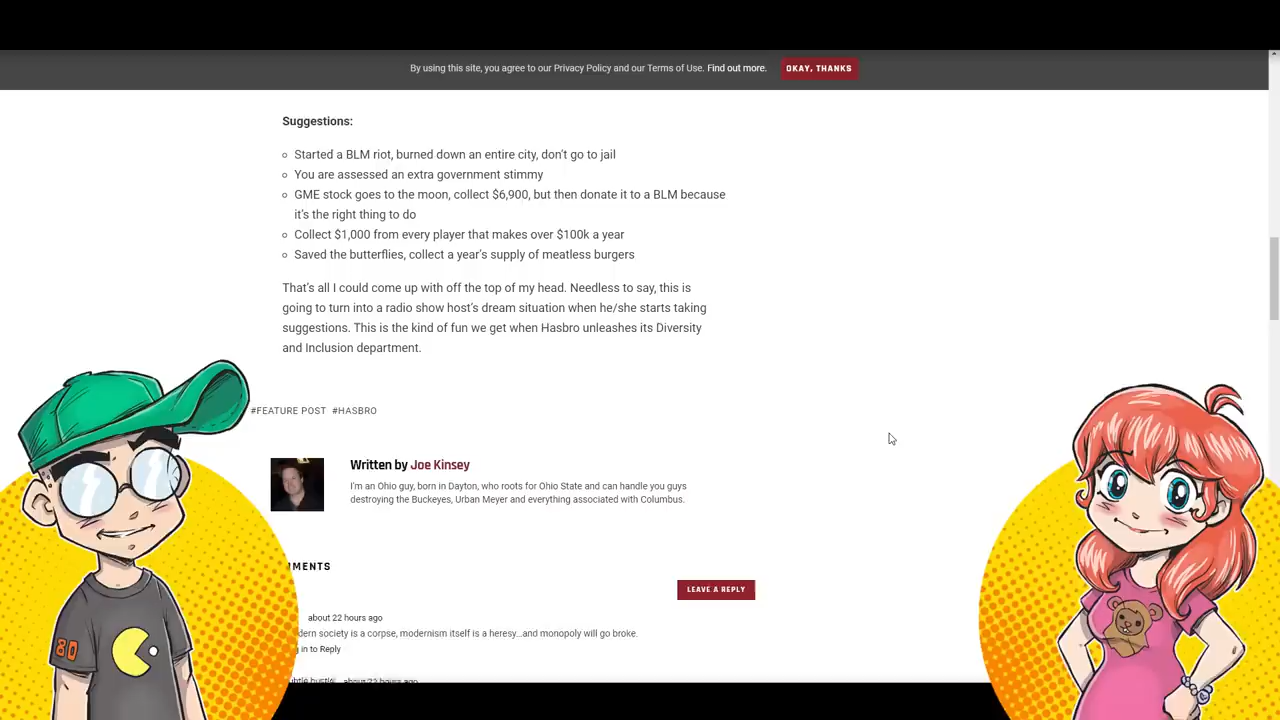 By using this site, you agree to our Privacy Policy and our Terms of Use. Find out more.
OKAY, THANKS
Suggestions:
Started a BLM riot, burned down an entire city, don't go to jail
You are assessed an extra government stimmy
GME stock goes to the moon, collect $6,900, but then donate it to a BLM because
it's the right thing to do
Collect $1,000 from every player that makes over $100k a year
Saved the butterflies, collect a year's supply of meatless burgers
That's all I could come up with off the top of my head. Needless to say, this is
going to turn into a radio show host's dream situation when he/she starts taking
suggestions. This is the kind of fun we get when Hasbro unleashes its Diversity
and Inclusion department.
#FEATURE POST #HASBRO
Written by Joe Kinsey
I'm an Ohio guy, born in Dayton, who roots for Ohio State and can handle you guys
destroying the Buckeyes, Urban Meyer and everything associated with Columbus.
MMENTS
LEAVE A REPLY
about 22 hours ago
dern society is a corpse, modernism itself is a heresy...and monopoly will go broke.
in to Reply
about 22 hours ago
80